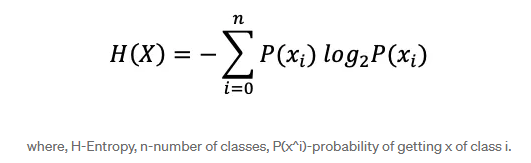 H(X) = − ∑_{i=0}^{n} P(x_i) log_2 P(x_i)
where, H-Entropy, n-number of classes, P(x^i)-probability of getting x of class i.